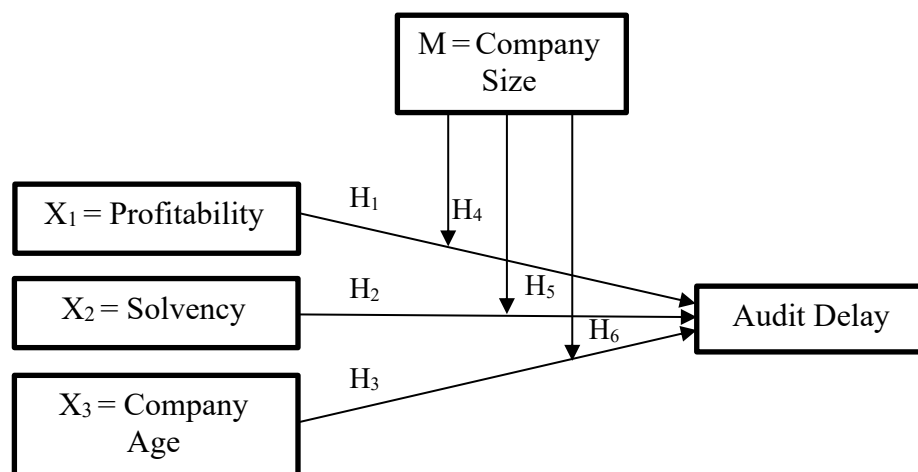 M = Company
Size
X₁ = Profitability
H₁
H₄
X₂ = Solvency
H₂
H₅
Audit Delay
H₆
X₃ = Company
Age
H₃